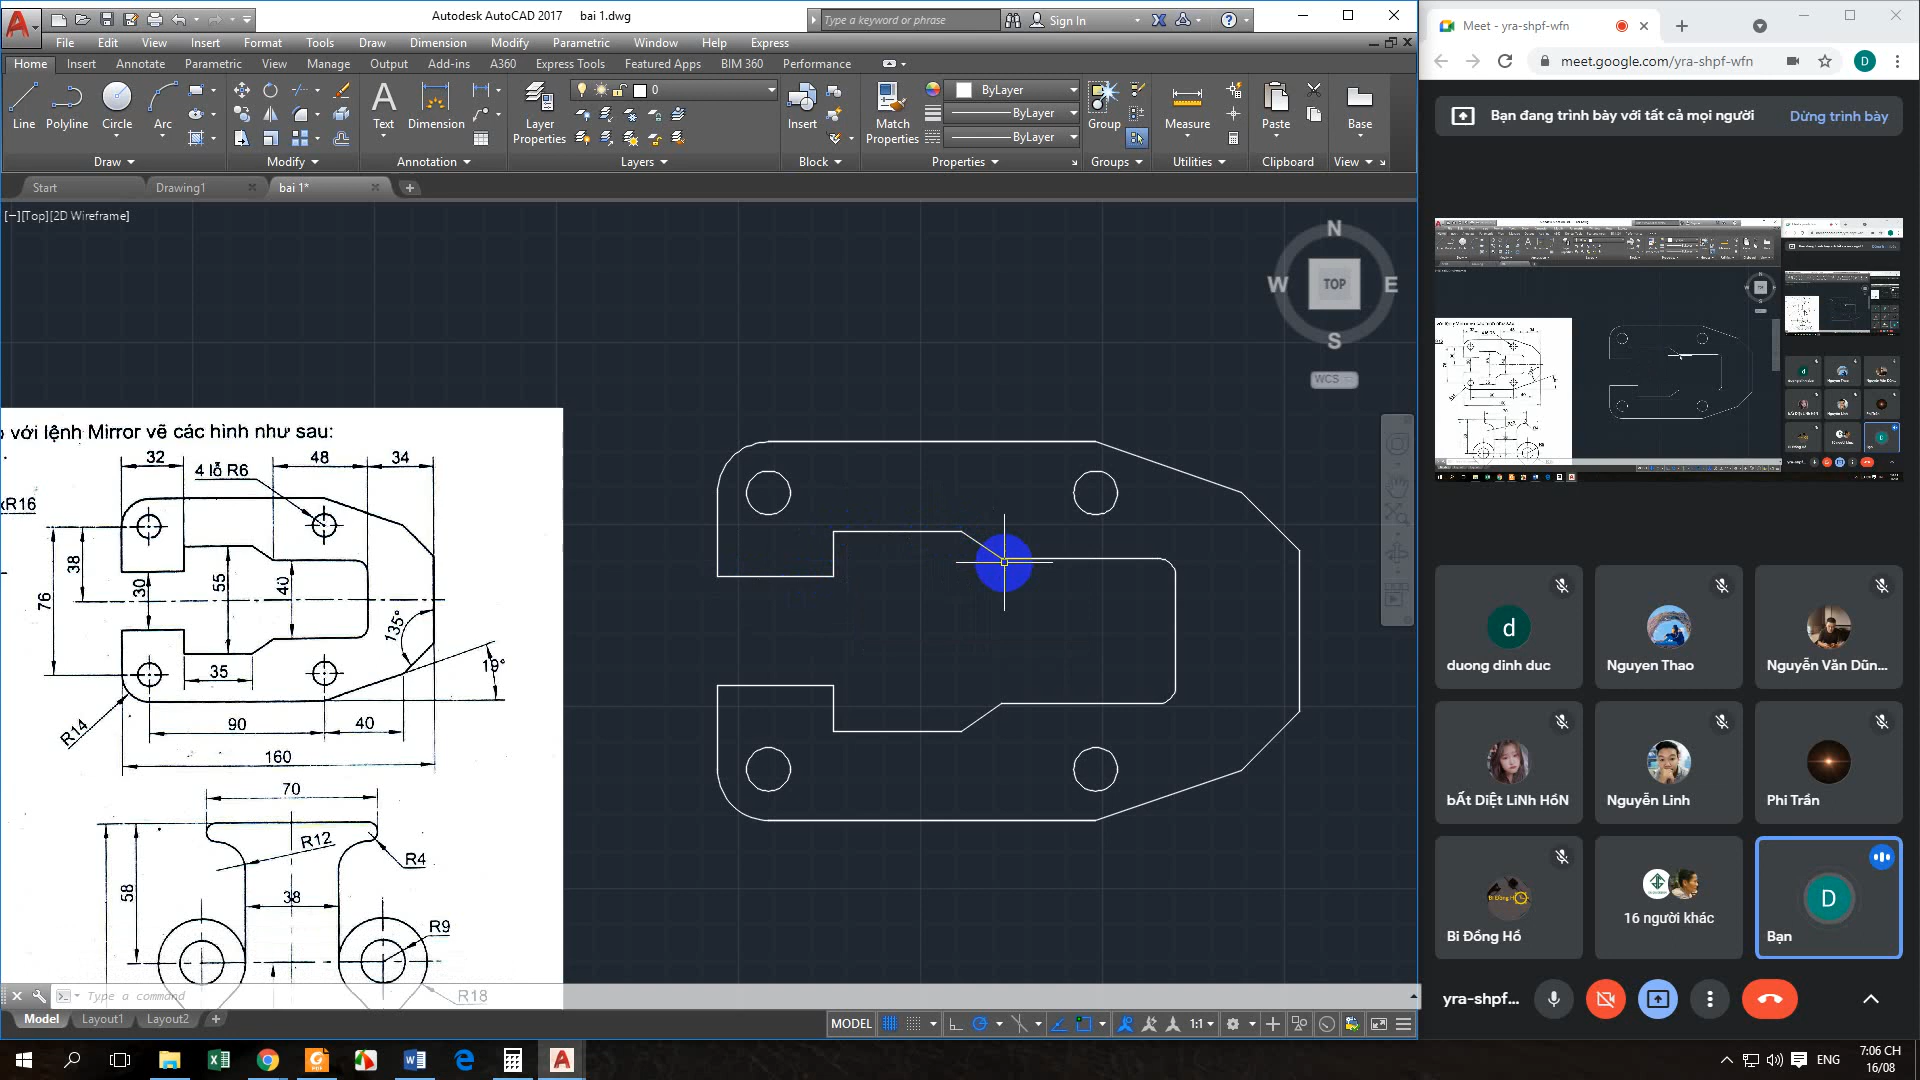 Autodesk AutoCAD 2017 bai 1.dwg
Type a keyword or phrase
Sign In
File Edit View Insert Format Tools Draw Dimension Modify Parametric Window Help Express
Home Insert Annotate Parametric View Manage Output Add-ins A360 Express Tools Featured Apps BIM 360 Performance
Line Polyline Circle Arc
Text Dimension
Layer Properties
0
Insert
Match Properties
ByLayer
ByLayer
ByLayer
Group
Measure
Paste
Base
Draw Modify Annotation Layers Block Properties Groups Utilities Clipboard View
Start Drawing1 bai 1*
[−][Top][2D Wireframe]
N
W TOP E
S
WCS
với lệnh Mirror vẽ các hình như sau:
32
48
34
4 lỗ R6
xR16
38
76
30
55
40
135°
19°
35
R14
90
40
160
70
R12
R4
58
38
R9
R18
Type a command
Model Layout1 Layout2
MODEL
1:1
Meet - yra-shpf-wfn
meet.google.com/yra-shpf-wfn
D
Bạn đang trình bày với tất cả mọi người
Dừng trình bày
d
duong dinh duc
Nguyen Thao
Nguyễn Văn Dũn...
bẤt DiỆt LiNh HồN
Nguyễn Linh
Phi Trần
Bi Đồng Hồ
16 người khác
D
Bạn
yra-shpf...
ENG
7:06 CH
16/08